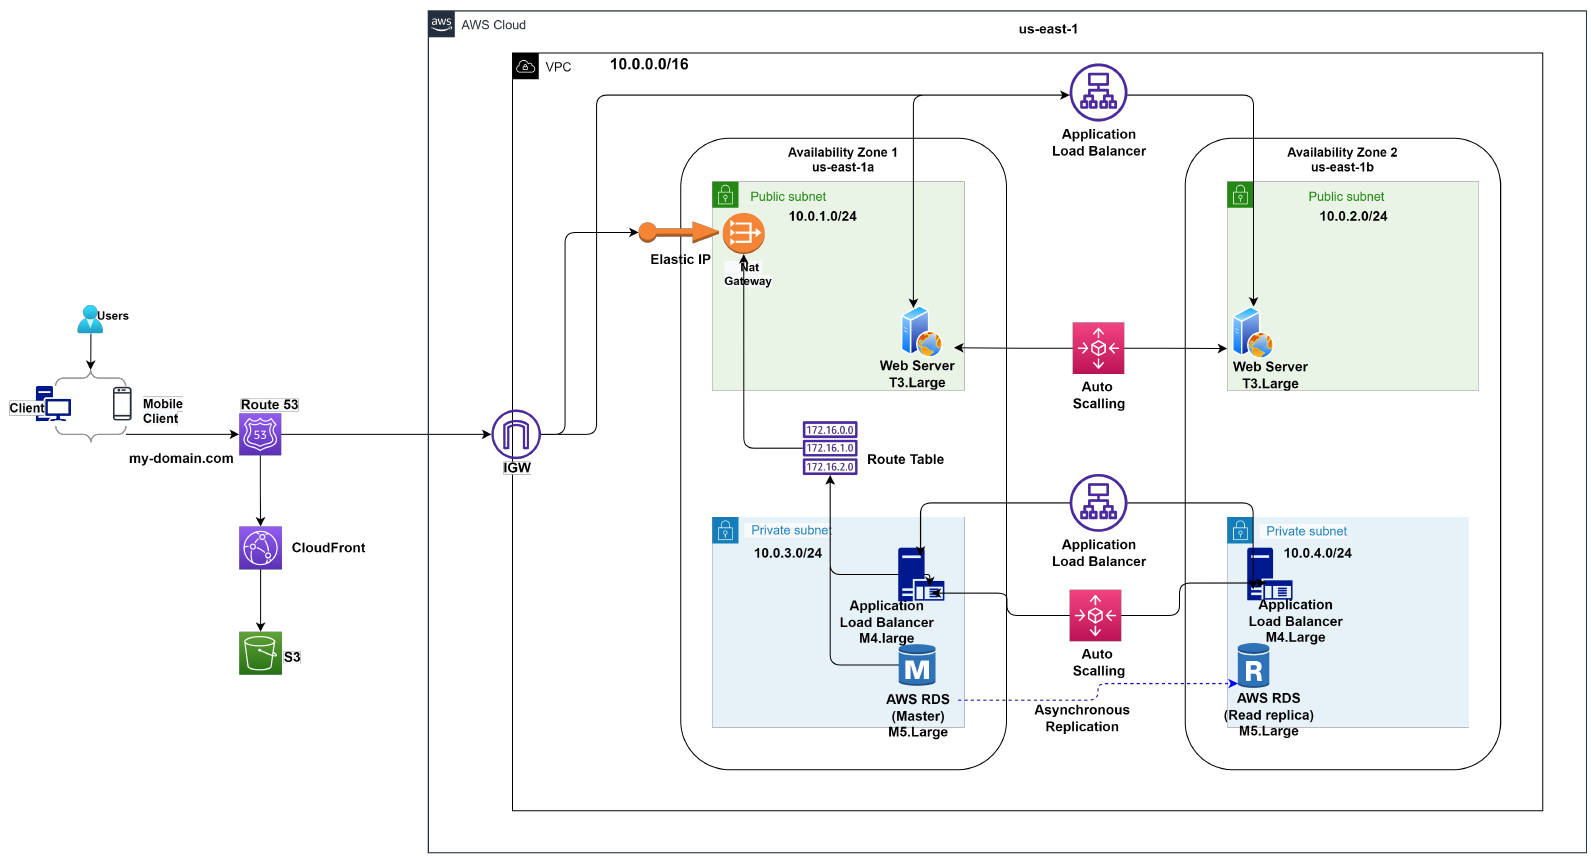 aws
AWS Cloud
us-east-1
VPC
10.0.0.0/16
Application
Load Balancer
Availability Zone 1
us-east-1a
Availability Zone 2
us-east-1b
Public subnet
10.0.1.0/24
Public subnet
10.0.2.0/24
Elastic IP
Nat
Gateway
Users
Client
Mobile
Client
Route 53
53
my-domain.com
IGW
Web Server
T3.Large
Auto
Scalling
Web Server
T3.Large
172.16.0.0
172.16.1.0
172.16.2.0
Route Table
CloudFront
S3
Private subnet
10.0.3.0/24
Application
Load Balancer
Private subnet
10.0.4.0/24
Application
Load Balancer
M4.large
Auto
Scalling
Application
Load Balancer
M4.Large
M
AWS RDS
(Master)
M5.Large
Asynchronous
Replication
R
AWS RDS
(Read replica)
M5.Large